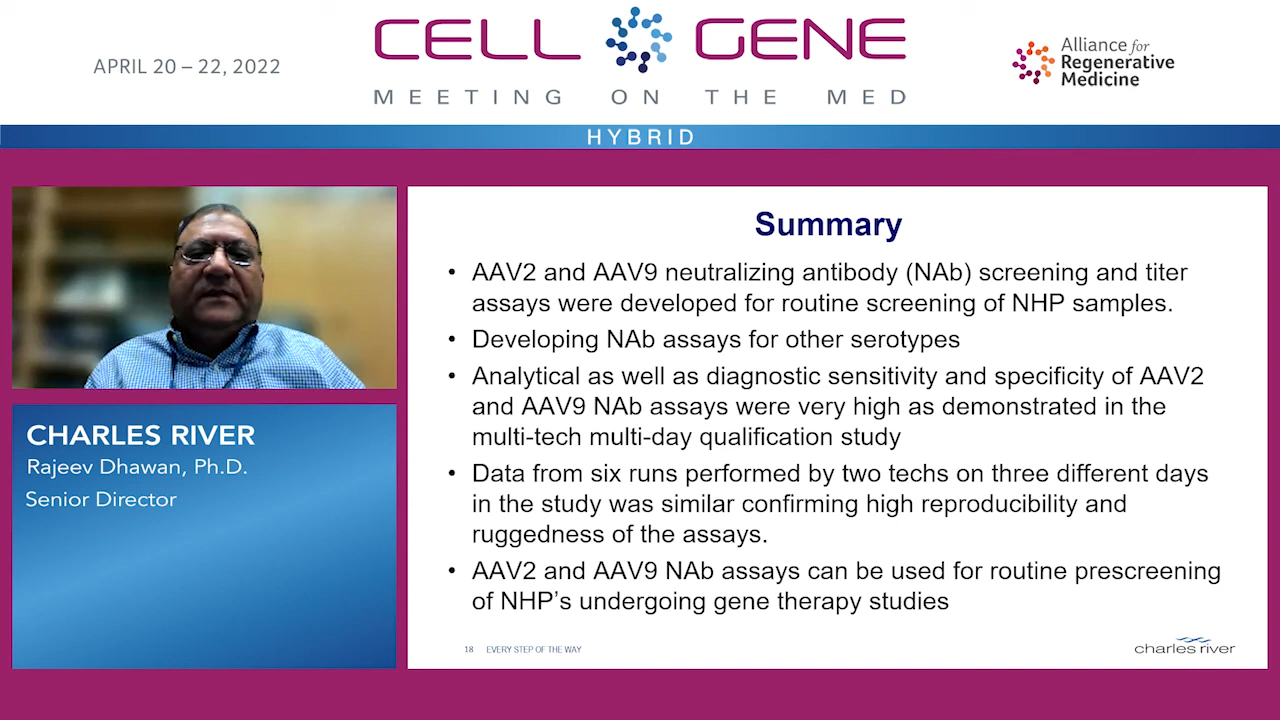 APRIL 20 – 22, 2022
CELL GENE
MEETING ON THE MED
Alliance for
Regenerative
Medicine
HYBRID
CHARLES RIVER
Rajeev Dhawan, Ph.D.
Senior Director
Summary
• AAV2 and AAV9 neutralizing antibody (NAb) screening and titer
assays were developed for routine screening of NHP samples.
• Developing NAb assays for other serotypes
• Analytical as well as diagnostic sensitivity and specificity of AAV2
and AAV9 NAb assays were very high as demonstrated in the
multi-tech multi-day qualification study
• Data from six runs performed by two techs on three different days
in the study was similar confirming high reproducibility and
ruggedness of the assays.
• AAV2 and AAV9 NAb assays can be used for routine prescreening
of NHP's undergoing gene therapy studies
18 EVERY STEP OF THE WAY
charles river